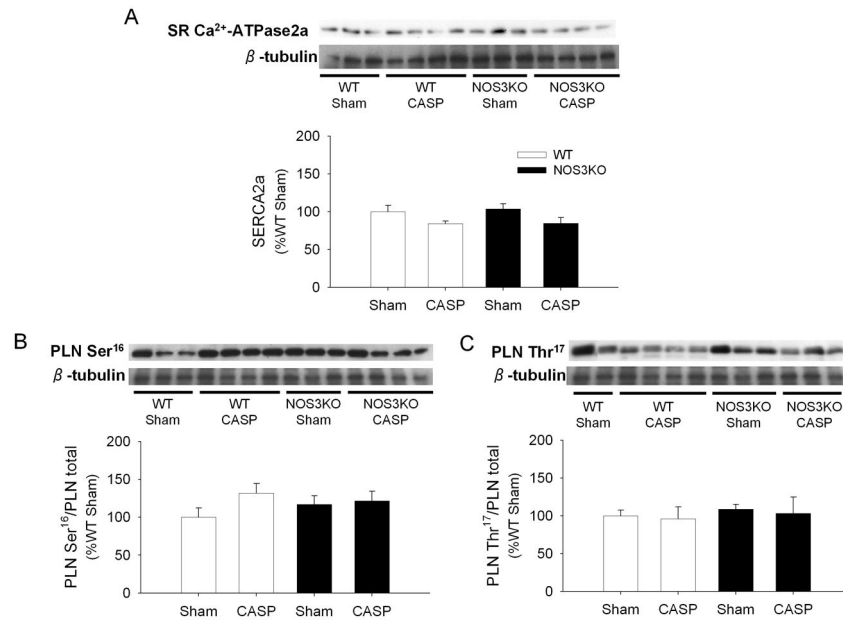 A
SR Ca²⁺-ATPase2a
β-tubulin
WT Sham
WT CASP
NOS3KO Sham
NOS3KO CASP
SERCA2a (%WT Sham)
200
150
100
50
0
WT
NOS3KO
Sham CASP Sham CASP
B
PLN Ser¹⁶
β-tubulin
WT Sham
WT CASP
NOS3KO Sham
NOS3KO CASP
PLN Ser¹⁶/PLN total (%WT Sham)
200
150
100
50
0
Sham CASP Sham CASP
C
PLN Thr¹⁷
β-tubulin
WT Sham
WT CASP
NOS3KO Sham
NOS3KO CASP
PLN Thr¹⁷/PLN total (%WT Sham)
200
150
100
50
0
Sham CASP Sham CASP